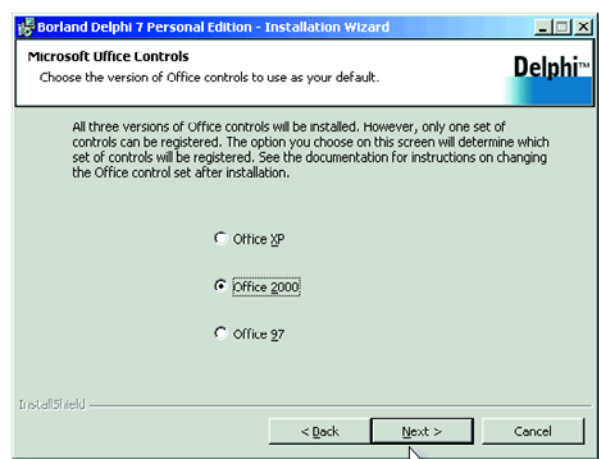 Borland Delphi 7 Personal Edition - Installation Wizard
Microsoft Office Controls
Choose the version of Office controls to use as your default.
Delphi™
All three versions of Office controls will be installed. However, only one set of
controls can be registered. The option you choose on this screen will determine which
set of controls will be registered. See the documentation for instructions on changing
the Office control set after installation.
Office XP
Office 2000
Office 97
InstallShield
< Back
Next >
Cancel